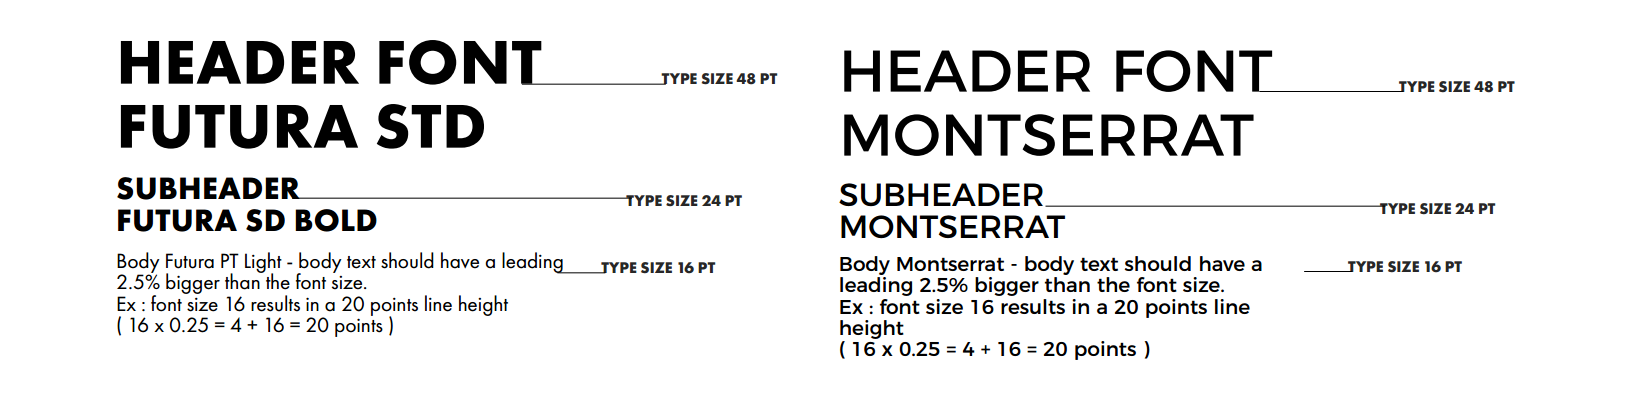 HEADER FONT
TYPE SIZE 48 PT
FUTURA STD
SUBHEADER
TYPE SIZE 24 PT
FUTURA SD BOLD
Body Futura PT Light - body text should have a leading
TYPE SIZE 16 PT
2.5% bigger than the font size.
Ex : font size 16 results in a 20 points line height
( 16 x 0.25 = 4 + 16 = 20 points )
HEADER FONT
TYPE SIZE 48 PT
MONTSERRAT
SUBHEADER
TYPE SIZE 24 PT
MONTSERRAT
Body Montserrat - body text should have a
TYPE SIZE 16 PT
leading 2.5% bigger than the font size.
Ex : font size 16 results in a 20 points line
height
( 16 x 0.25 = 4 + 16 = 20 points )